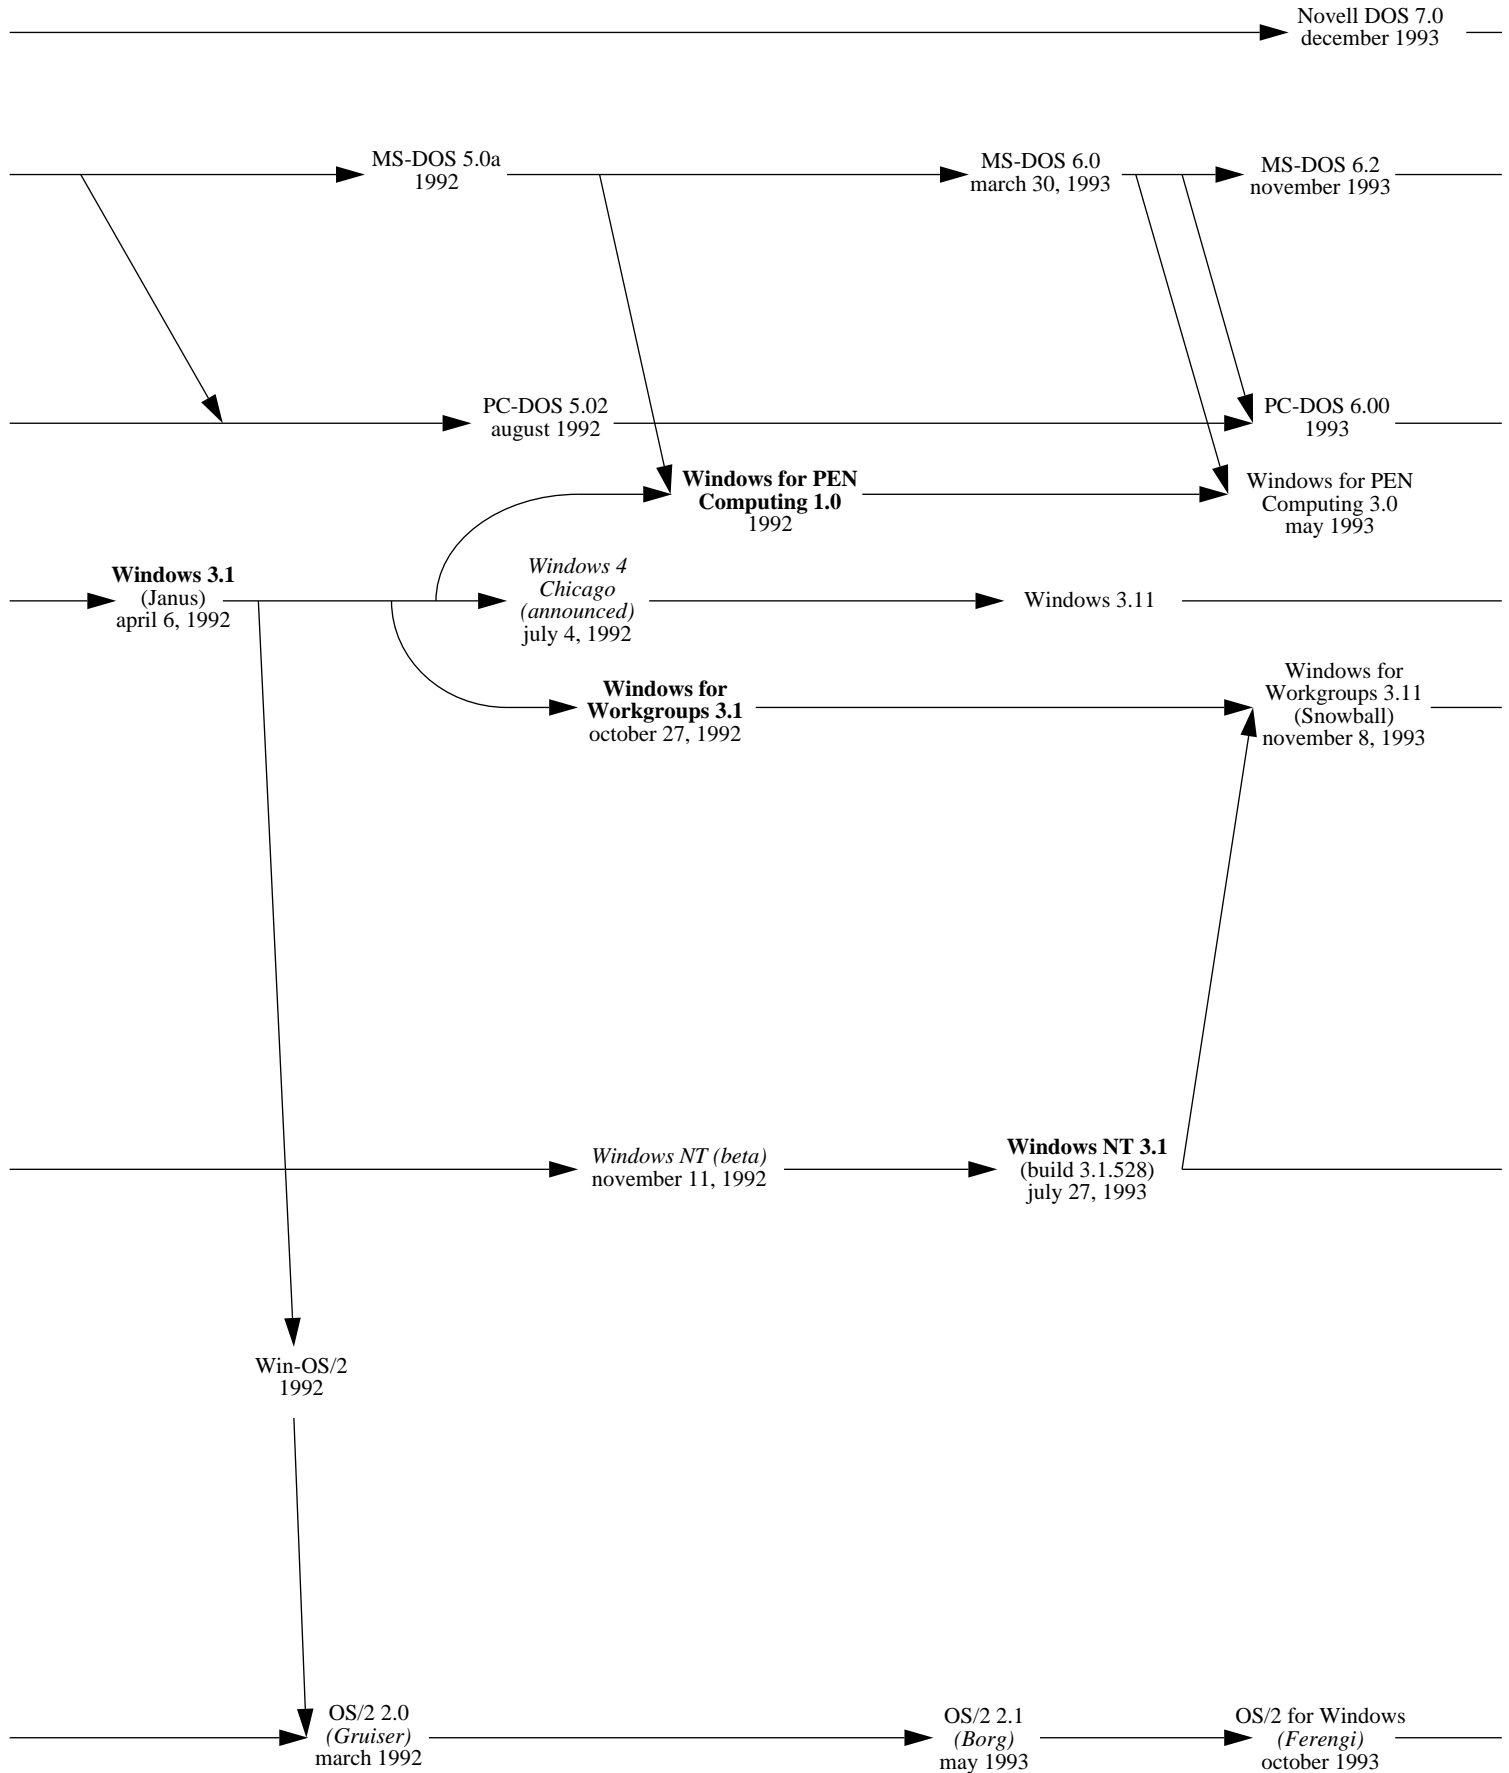 Novell DOS 7.0
december 1993
MS-DOS 5.0a
1992
MS-DOS 6.0
march 30, 1993
MS-DOS 6.2
november 1993
PC-DOS 5.02
august 1992
PC-DOS 6.00
1993
Windows for PEN
Computing 1.0
1992
Windows for PEN
Computing 3.0
may 1993
Windows 3.1
(Janus)
april 6, 1992
Windows 4
Chicago
(announced)
july 4, 1992
Windows 3.11
Windows for
Workgroups 3.1
october 27, 1992
Windows for
Workgroups 3.11
(Snowball)
november 8, 1993
Windows NT (beta)
november 11, 1992
Windows NT 3.1
(build 3.1.528)
july 27, 1993
Win-OS/2
1992
OS/2 2.0
(Gruiser)
march 1992
OS/2 2.1
(Borg)
may 1993
OS/2 for Windows
(Ferengi)
october 1993